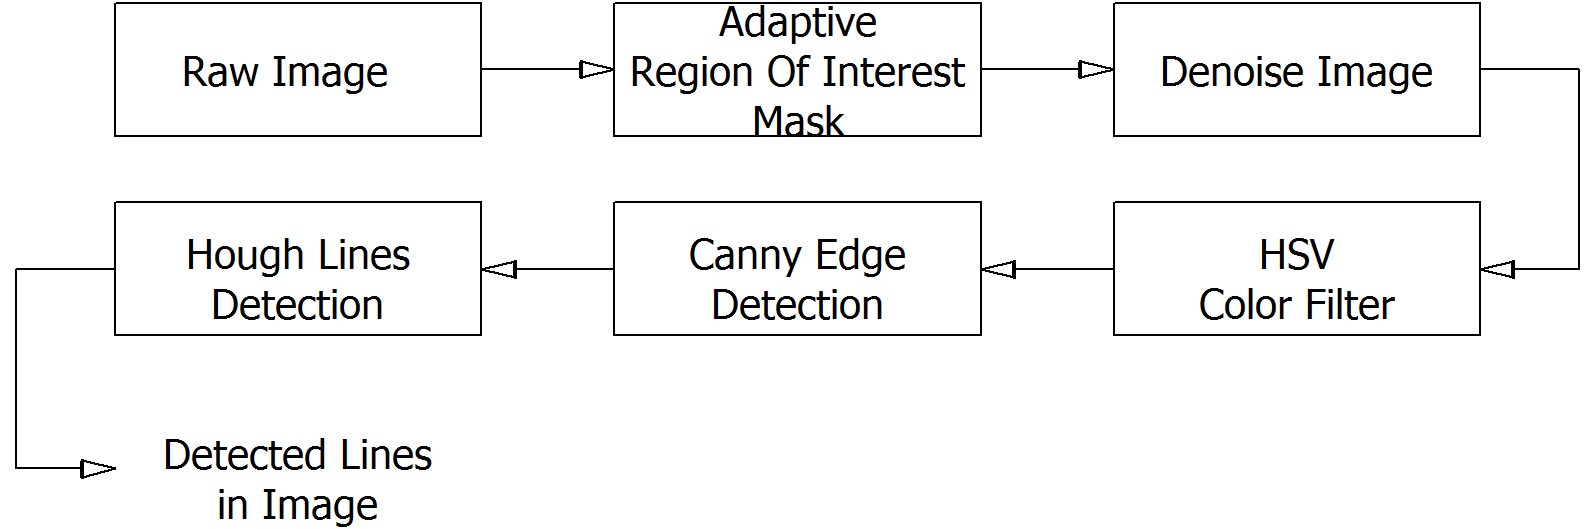 Raw Image
Adaptive
Region Of Interest
Mask
Denoise Image
HSV
Color Filter
Canny Edge
Detection
Hough Lines
Detection
Detected Lines
in Image